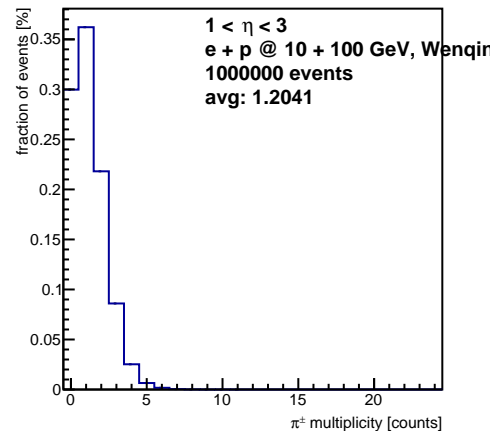 fraction of events [%]
0.35
0.3
0.25
0.2
0.15
0.1
0.05
0
1 < η < 3
e + p @ 10 + 100 GeV, Wenqin
1000000 events
avg: 1.2041
0 5 10 15 20
π± multiplicity [counts]